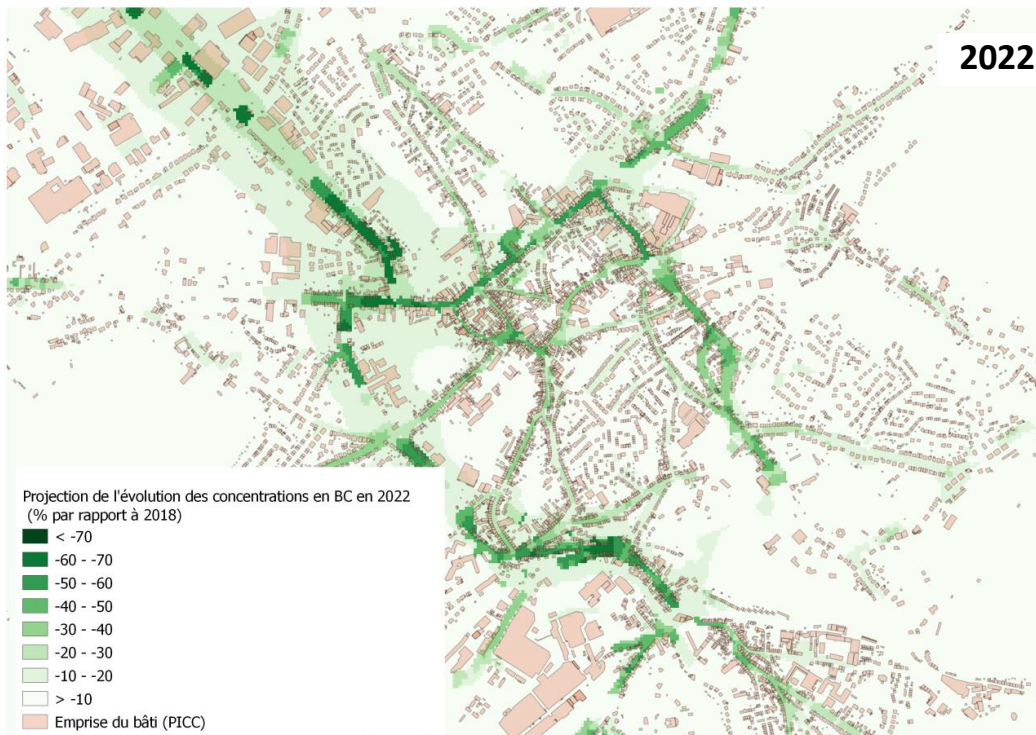 2022
Projection de l'évolution des concentrations en BC en 2022
(% par rapport à 2018)
< -70
-60 - -70
-50 - -60
-40 - -50
-30 - -40
-20 - -30
-10 - -20
> -10
Emprise du bâti (PICC)